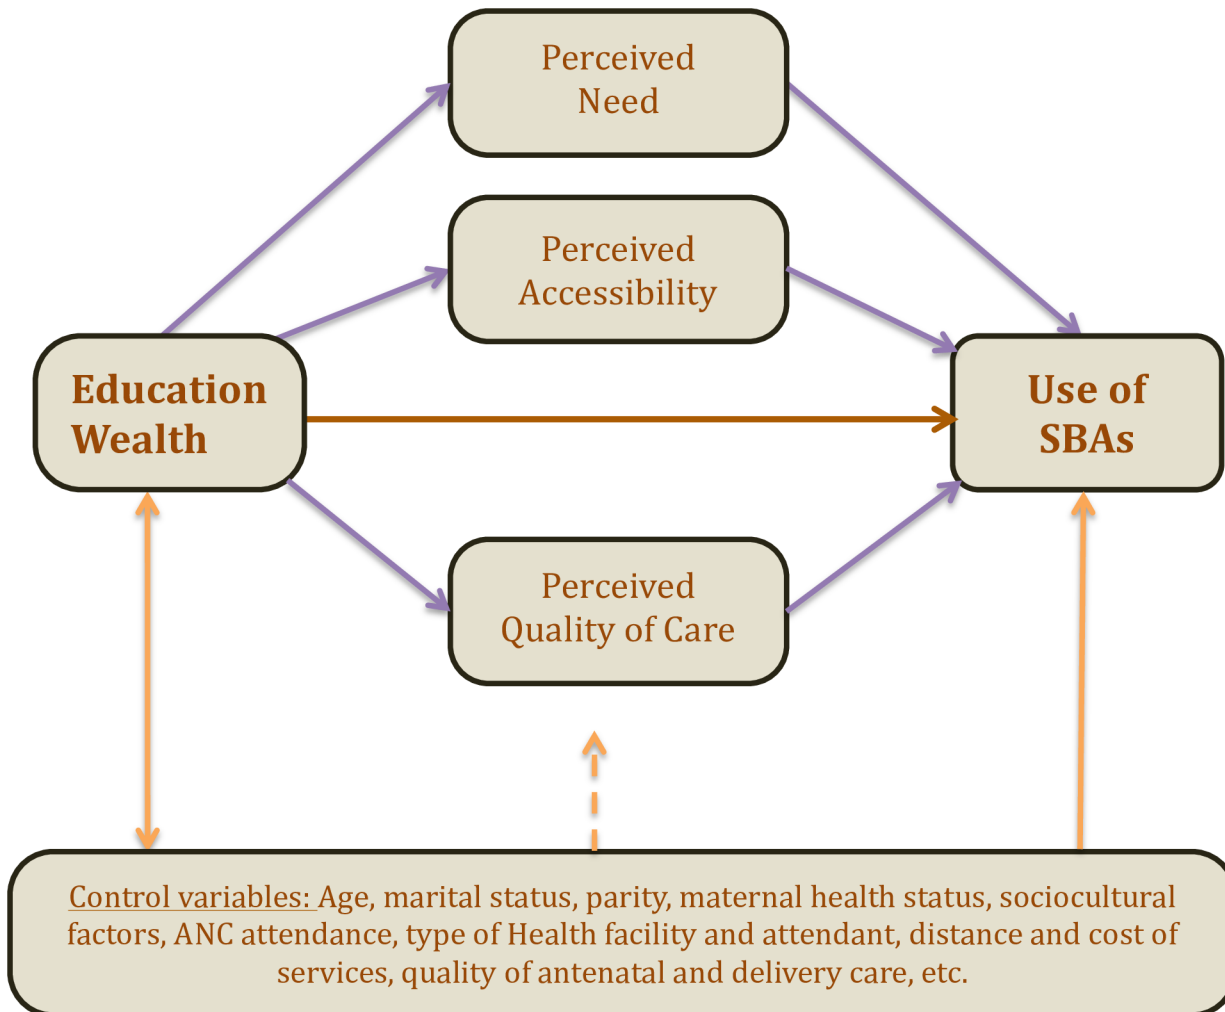 Perceived
Need
Perceived
Accessibility
Education
Wealth
Use of
SBAs
Perceived
Quality of Care
Control variables: Age, marital status, parity, maternal health status, sociocultural
factors, ANC attendance, type of Health facility and attendant, distance and cost of
services, quality of antenatal and delivery care, etc.